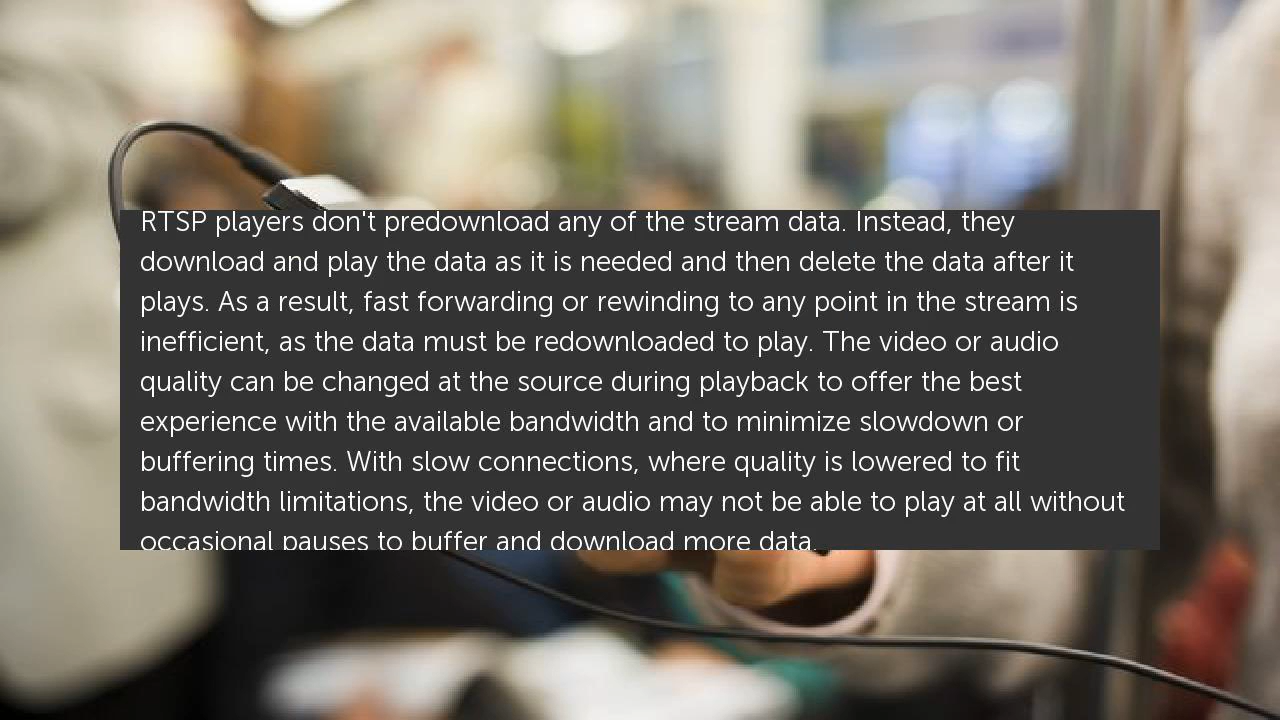 RTSP players don't predownload any of the stream data. Instead, they
download and play the data as it is needed and then delete the data after it
plays. As a result, fast forwarding or rewinding to any point in the stream is
inefficient, as the data must be redownloaded to play. The video or audio
quality can be changed at the source during playback to offer the best
experience with the available bandwidth and to minimize slowdown or
buffering times. With slow connections, where quality is lowered to fit
bandwidth limitations, the video or audio may not be able to play at all without
occasional pauses to buffer and download more data.